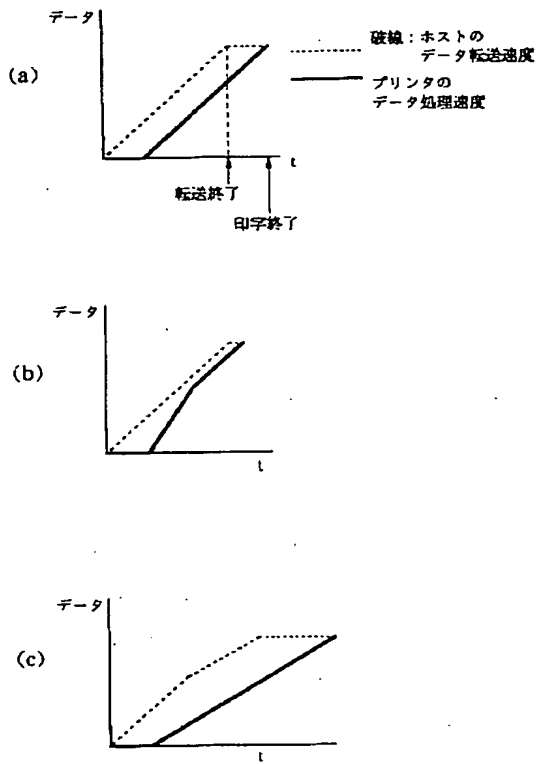 (a)
データ
破線：ホストの
データ転送速度
プリンタの
データ処理速度
t
転送終了
印字終了
(b)
データ
t
(c)
データ
t